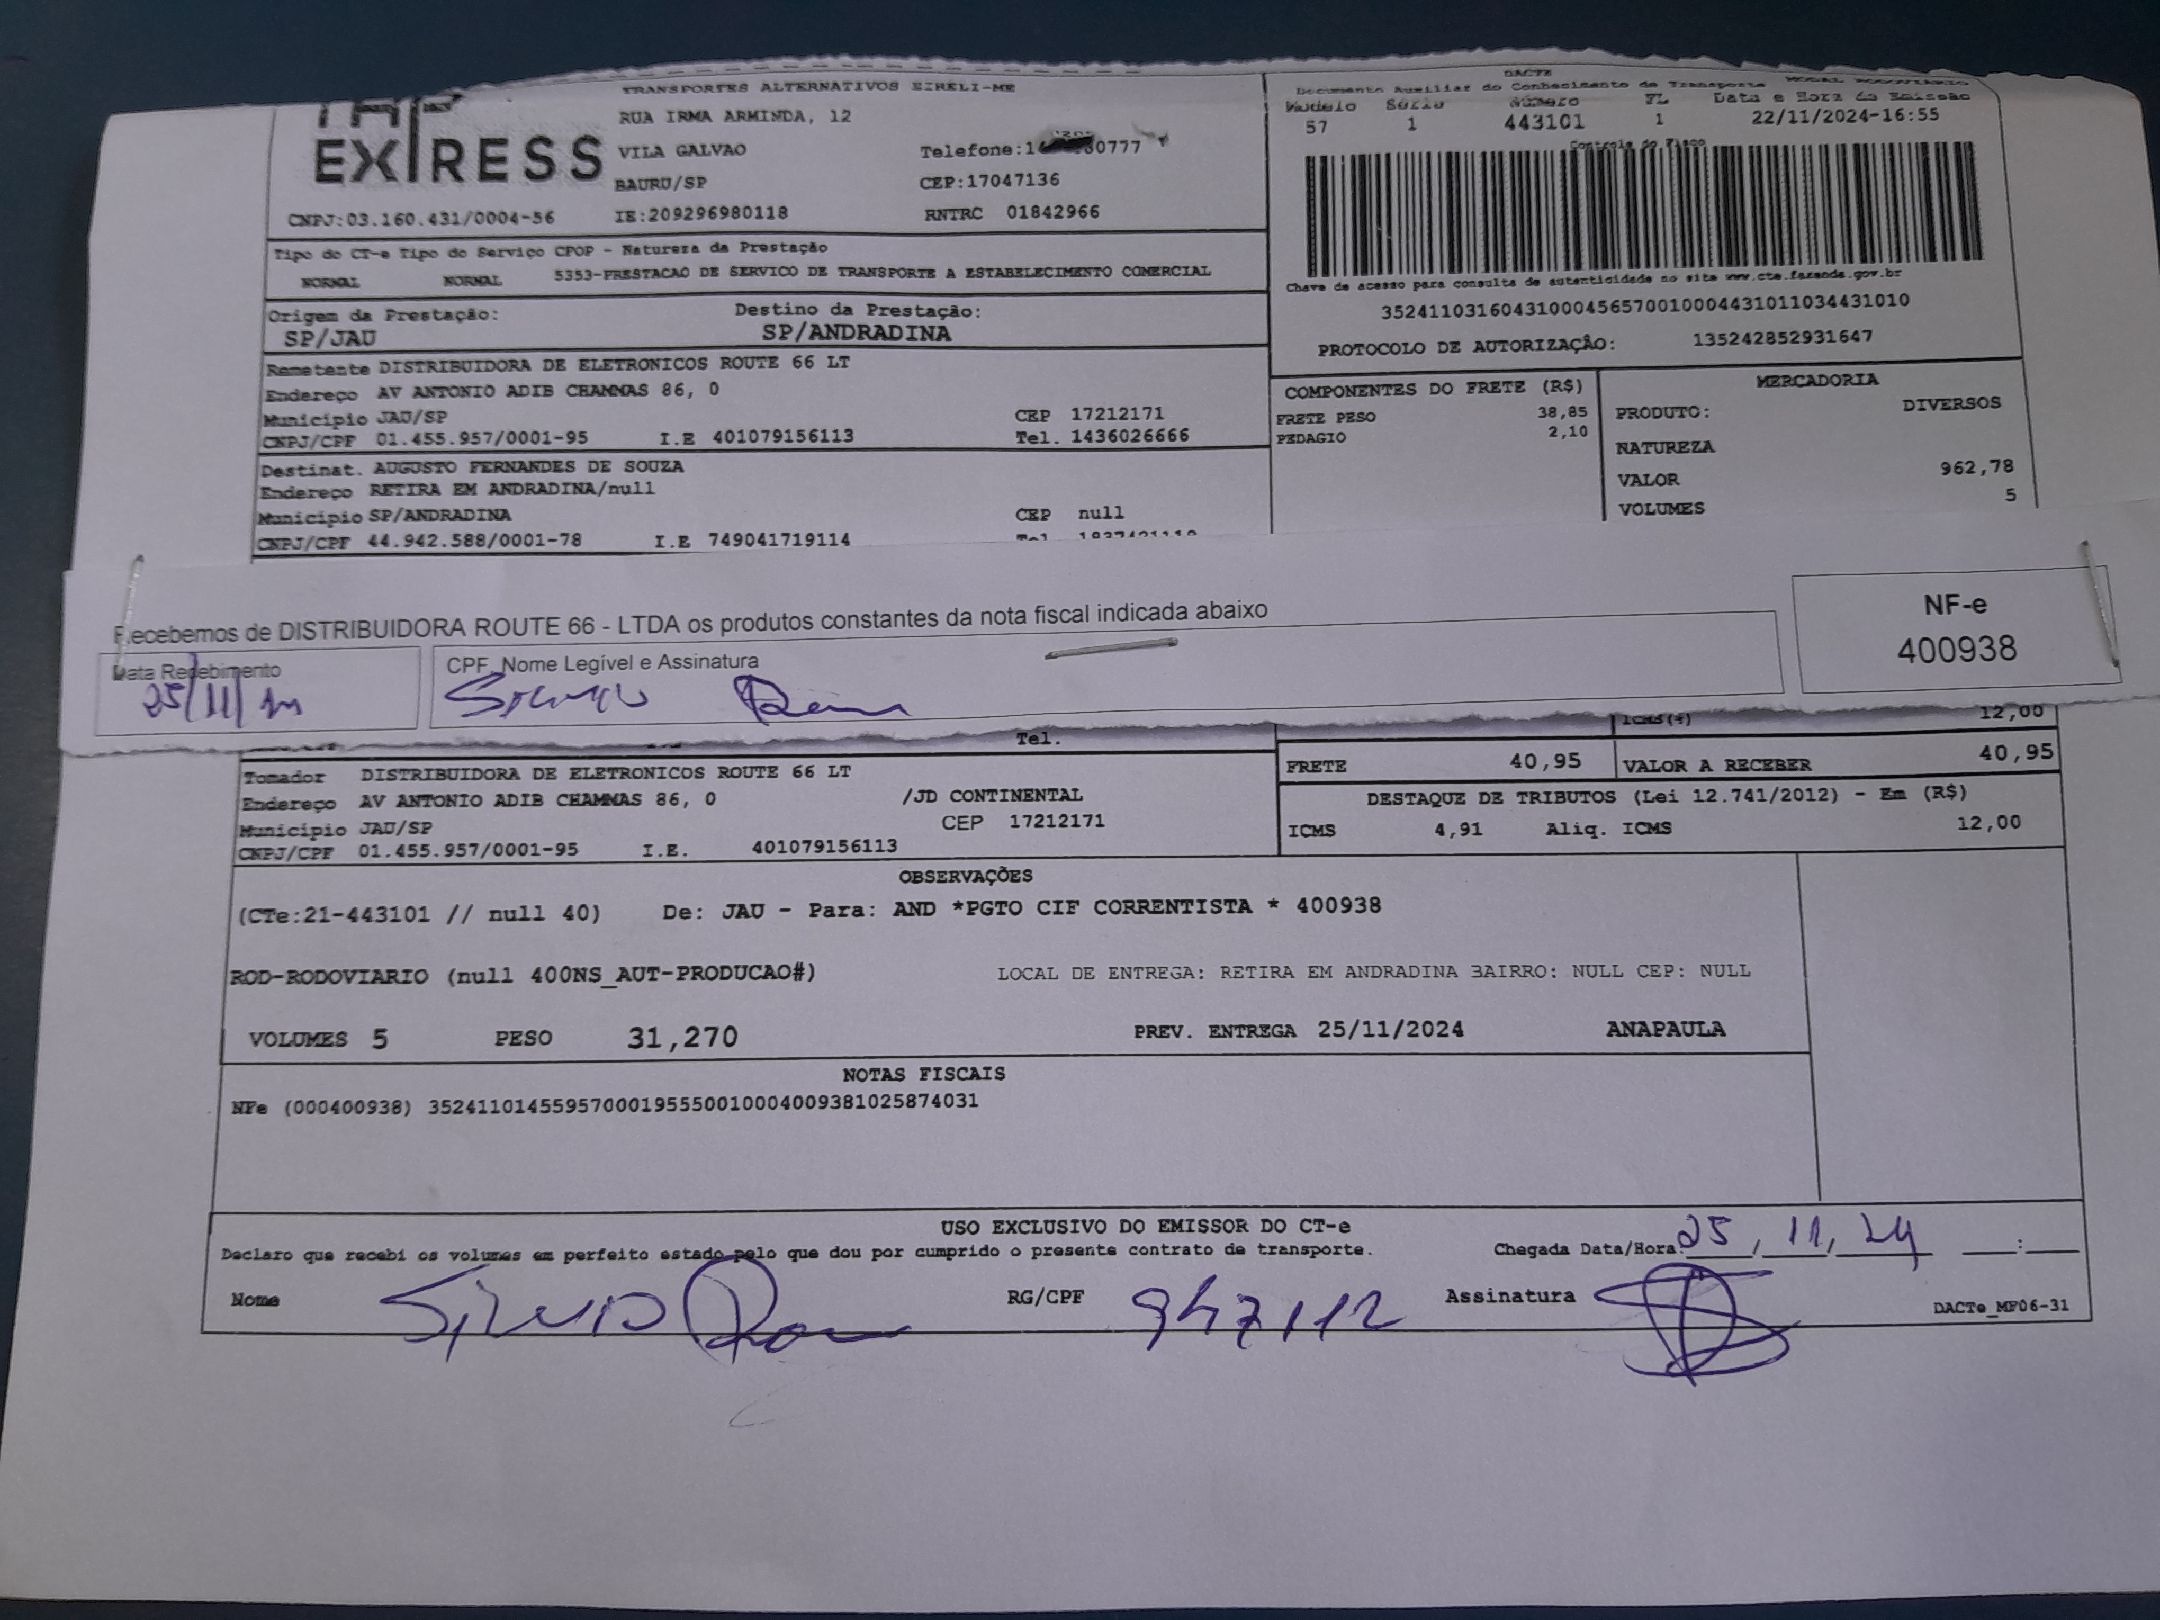 TRANSPORTES ALTERNATIVOS EIRELI-ME
RUA IRMA ARMINDA, 12
EXPRESS
VILA GALVAO
Telefone:1 80777
BAURU/SP
CEP:17047136
CNPJ:03.160.431/0004-56 IE:209296980118 RNTRC 01842966
DACTE
Documento Auxiliar do Conhecimento de Transporte MODAL RODOVIARIO
Modelo Série Número FL Data e Hora de Emissão
57 1 443101 1 22/11/2024-16:55
Controle do Fisco
Chave de acesso para consulta de autenticidade no site www.cte.fazenda.gov.br
35241103160431000456570010004431011034431010
PROTOCOLO DE AUTORIZAÇÃO: 135242852931647
Tipo do CT-e Tipo do Serviço CFOP - Natureza da Prestação
NORMAL NORMAL 5353-PRESTACAO DE SERVICO DE TRANSPORTE A ESTABELECIMENTO COMERCIAL
Origem da Prestação: Destino da Prestação:
SP/JAU SP/ANDRADINA
Remetente DISTRIBUIDORA DE ELETRONICOS ROUTE 66 LT
Endereço AV ANTONIO ADIB CHAMMAS 86, 0
Município JAU/SP CEP 17212171
CNPJ/CPF 01.455.957/0001-95 I.E 401079156113 Tel. 1436026666
Destinat. AUGUSTO FERNANDES DE SOUZA
Endereço RETIRA EM ANDRADINA/null
Município SP/ANDRADINA CEP null
CNPJ/CPF 44.942.588/0001-78 I.E 749041719114 Tel
COMPONENTES DO FRETE (R$)
FRETE PESO 38,85
PEDAGIO 2,10
MERCADORIA
PRODUTO: DIVERSOS
NATUREZA
VALOR 962,78
VOLUMES 5
Recebemos de DISTRIBUIDORA ROUTE 66 - LTDA os produtos constantes da nota fiscal indicada abaixo
Data Recebimento
25/11/24
CPF, Nome Legível e Assinatura
NF-e
400938
Tel.
ICMS(%) 12,00
FRETE 40,95 VALOR A RECEBER 40,95
Tomador DISTRIBUIDORA DE ELETRONICOS ROUTE 66 LT
Endereço AV ANTONIO ADIB CHAMMAS 86, 0 /JD CONTINENTAL
Município JAU/SP CEP 17212171
CNPJ/CPF 01.455.957/0001-95 I.E. 401079156113
DESTAQUE DE TRIBUTOS (Lei 12.741/2012) - Em (R$)
ICMS 4,91 Aliq. ICMS 12,00
OBSERVAÇÕES
(CTe:21-443101 // null 40) De: JAU - Para: AND *PGTO CIF CORRENTISTA * 400938
ROD-RODOVIARIO (null 400NS_AUT-PRODUCAO#) LOCAL DE ENTREGA: RETIRA EM ANDRADINA BAIRRO: NULL CEP: NULL
VOLUMES 5 PESO 31,270 PREV. ENTREGA 25/11/2024 ANAPAULA
NOTAS FISCAIS
NFe (000400938) 35241101455957000195550010004009381025874031
USO EXCLUSIVO DO EMISSOR DO CT-e
Declaro que recebi os volumes em perfeito estado pelo que dou por cumprido o presente contrato de transporte.
Chegada Data/Hora: 25/11/24 __:__
Nome Silvio RG/CPF 947112 Assinatura
DACTe_MF06-31